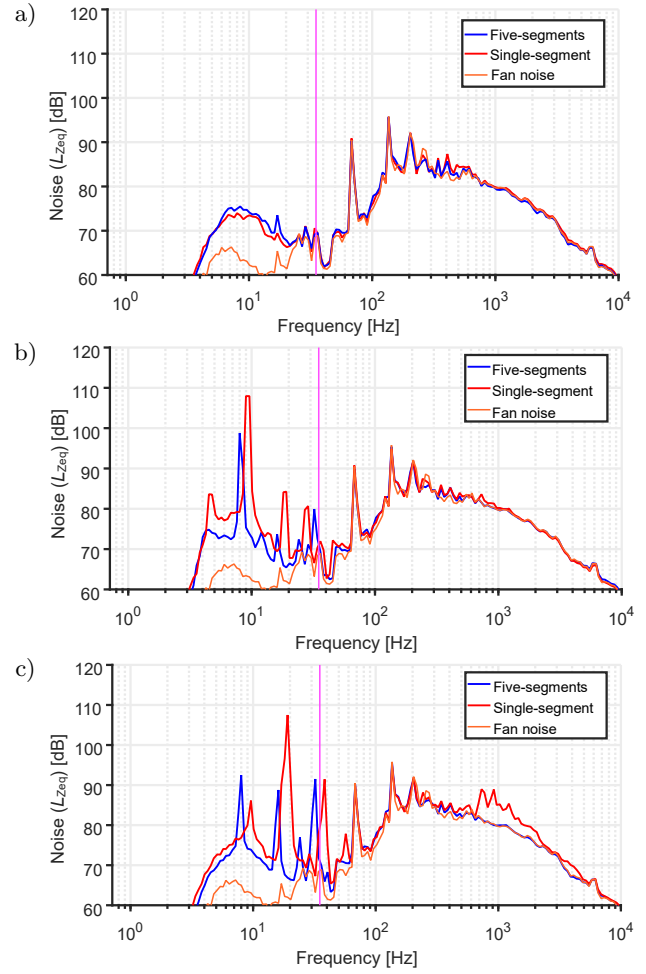 a)
120
110
100
90
80
70
60
Noise (L_Zeq) [dB]
Five-segments
Single-segment
Fan noise
10^0
10^1
10^2
10^3
10^4
Frequency [Hz]
b)
120
110
100
90
80
70
60
Noise (L_Zeq) [dB]
Five-segments
Single-segment
Fan noise
10^0
10^1
10^2
10^3
10^4
Frequency [Hz]
c)
120
110
100
90
80
70
60
Noise (L_Zeq) [dB]
Five-segments
Single-segment
Fan noise
10^0
10^1
10^2
10^3
10^4
Frequency [Hz]